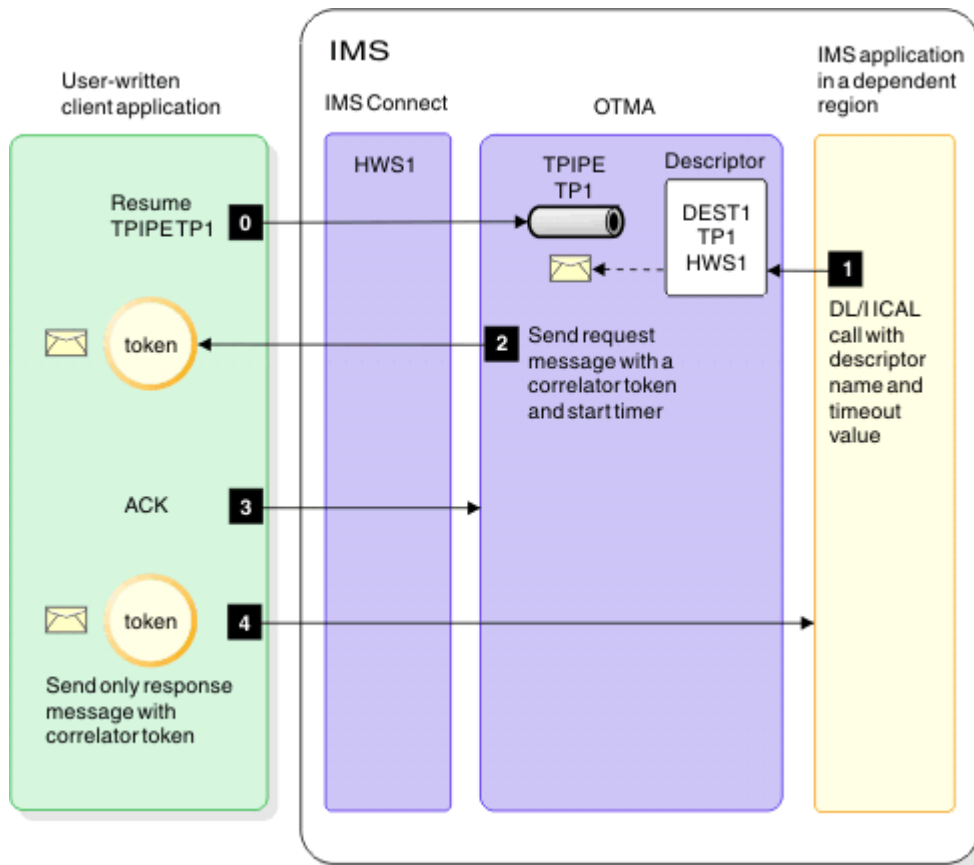 IMS
User-written
client application
IMS Connect
OTMA
IMS application
in a dependent
region
HWS1
TPIPE
TP1
Descriptor
DEST1
TP1
HWS1
Resume
TPIPE TP1
0
1
DL/I ICAL
call with
descriptor
name and
timeout
value
token
2
Send request
message with a
correlator token
and start timer
ACK
3
token
4
Send only response
message with
correlator token